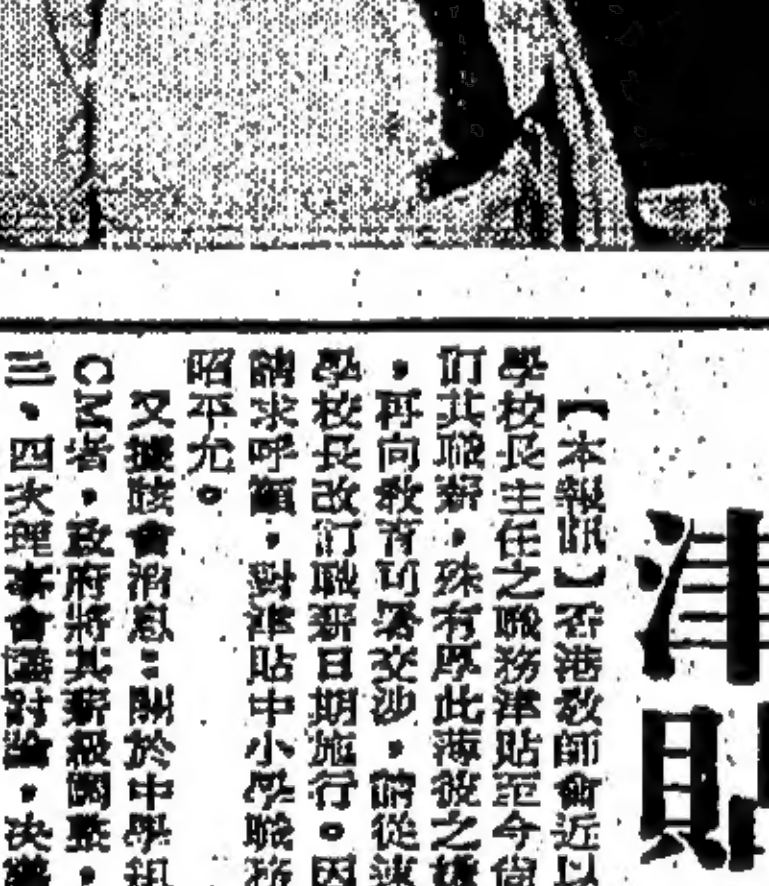 津貼
【本報訊】香港教師會近以
學校長主任之職務津貼至今尚
訂其職薪,殊有厚此薄彼之嫌
,再向教育司署交涉,請從速
學校長改訂職薪日期施行。因
請求呼籲,對津貼中小學職務
昭平允。
又據該會消息:關於中學
CM者,政府將其薪級調整,
三、四次理事會議討論,決議